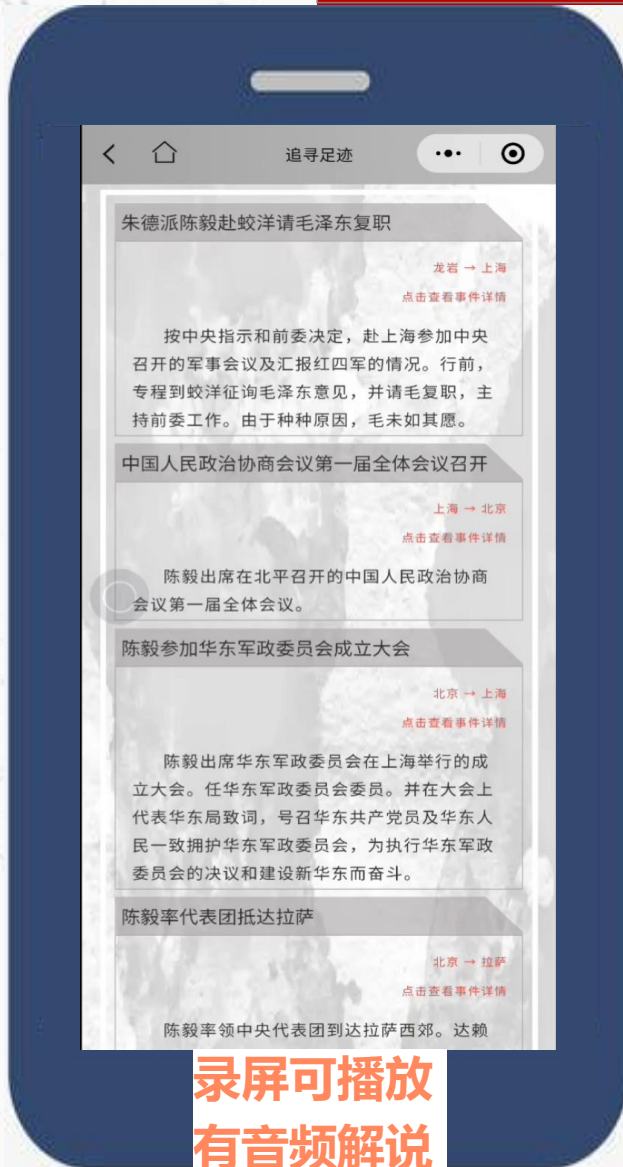 追寻足迹
朱德派陈毅赴蛟洋请毛泽东复职
龙岩 → 上海
点击查看事件详情
按中央指示和前委决定，赴上海参加中央
召开的军事会议及汇报红四军的情况。行前，
专程到蛟洋征询毛泽东意见，并请毛复职，主
持前委工作。由于种种原因，毛未如其愿。
中国人民政治协商会议第一届全体会议召开
上海 → 北京
点击查看事件详情
陈毅出席在北平召开的中国人民政治协商
会议第一届全体会议。
陈毅参加华东军政委员会成立大会
北京 → 上海
点击查看事件详情
陈毅出席华东军政委员会在上海举行的成
立大会。任华东军政委员会委员。并在大会上
代表华东局致词，号召华东共产党员及华东人
民一致拥护华东军政委员会，为执行华东军政
委员会的决议和建设新华东而奋斗。
陈毅率代表团抵达拉萨
北京 → 拉萨
点击查看事件详情
陈毅率领中央代表团到达拉萨西郊。达赖
录屏可播放
有音频解说